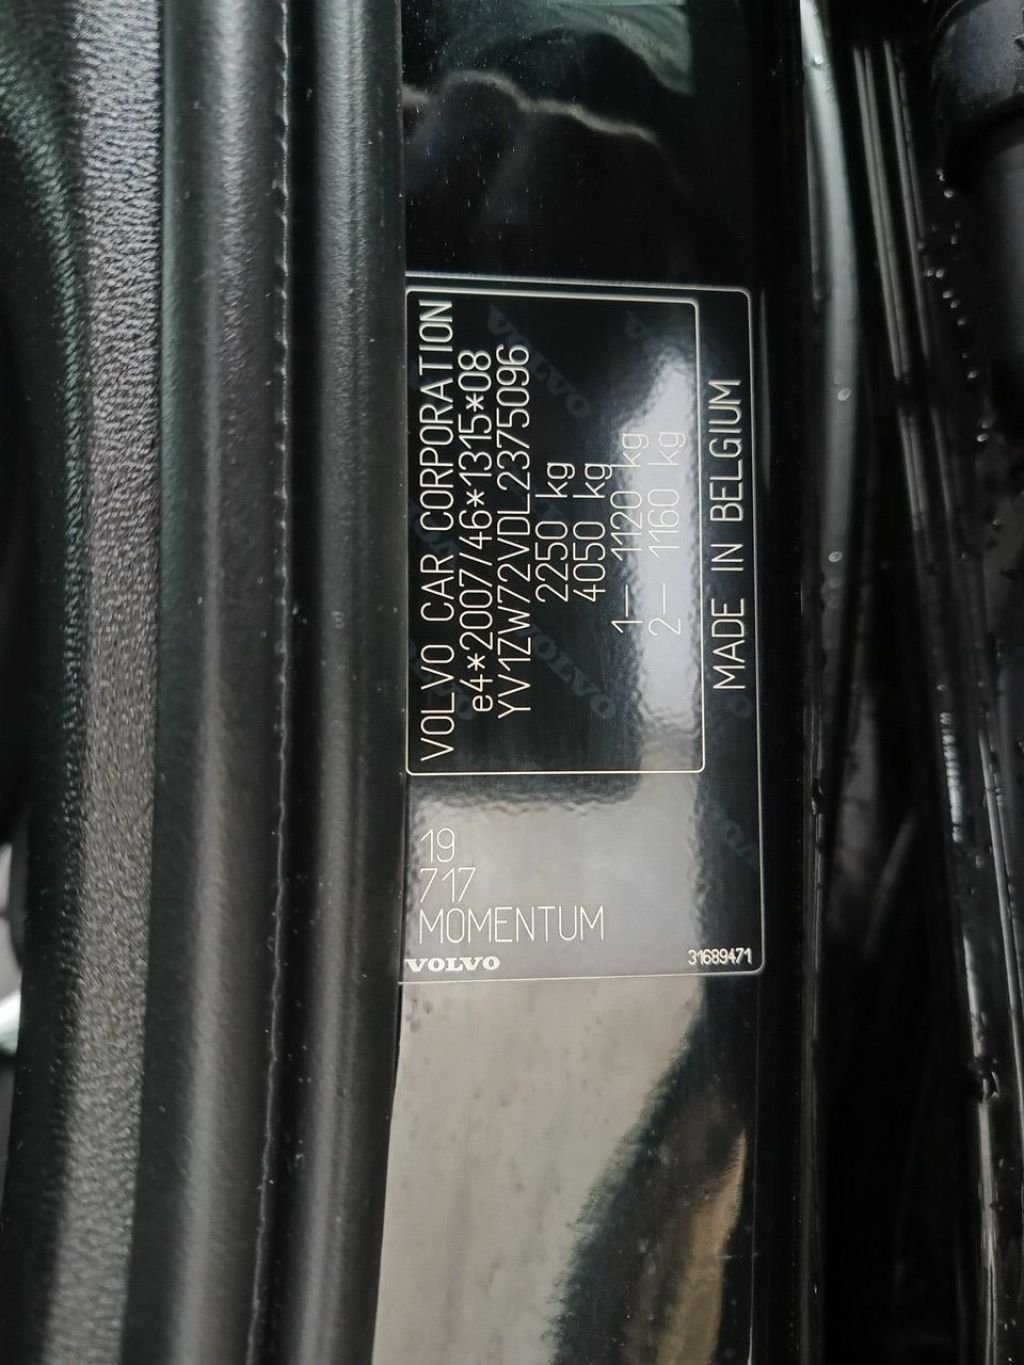 VOLVO CAR CORPORATION
e4*2007/46*1315*08
YV1ZW72VDL2375096
2250 kg
4050 kg
1— 1120 kg
2— 1160 kg
MADE IN BELGIUM
19
717
MOMENTUM
VOLVO
31689471